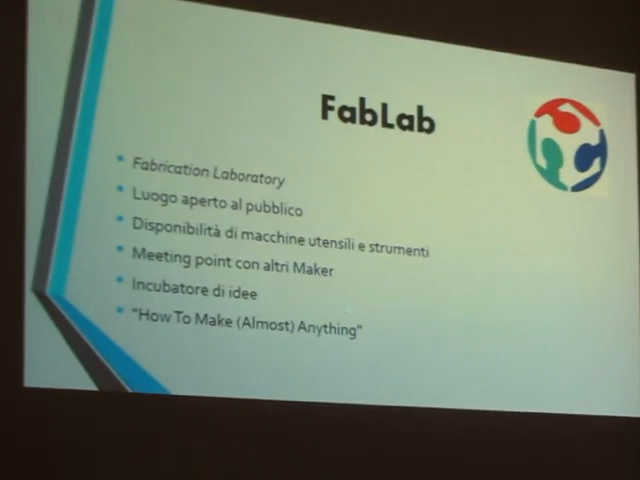 FabLab
Fabrication Laboratory
Luogo aperto al pubblico
Disponibilità di macchine utensili e strumenti
Meeting point con altri Maker
Incubatore di idee
"How To Make (Almost) Anything"